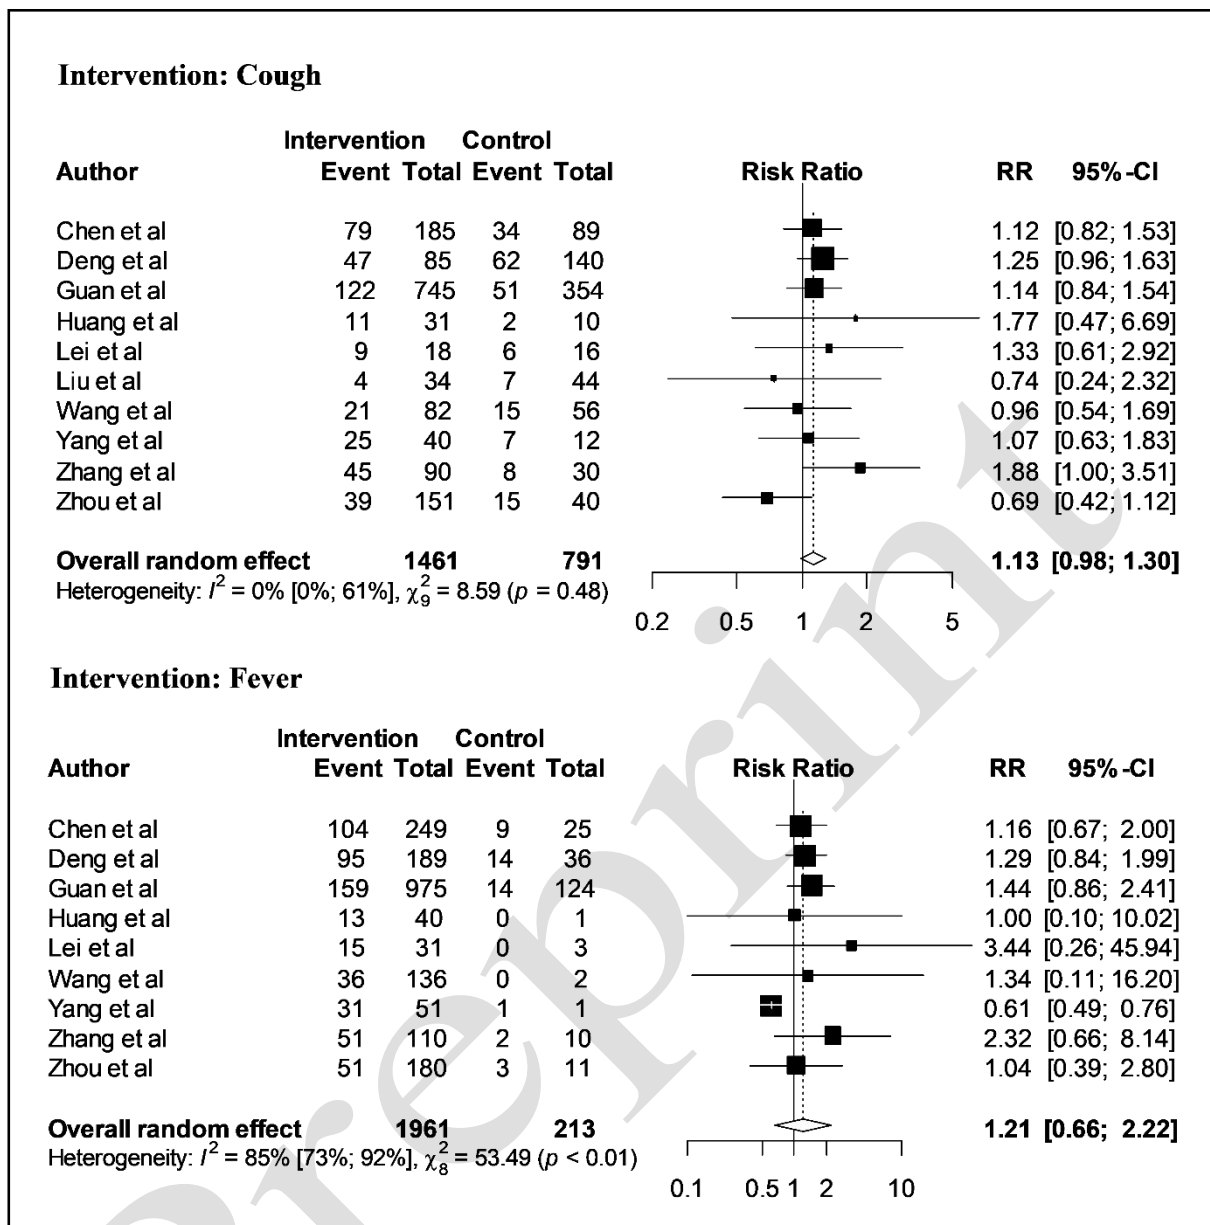 Intervention: Cough
Intervention Control
Author Event Total Event Total Risk Ratio RR 95%-CI
Chen et al 79 185 34 89 1.12 [0.82; 1.53]
Deng et al 47 85 62 140 1.25 [0.96; 1.63]
Guan et al 122 745 51 354 1.14 [0.84; 1.54]
Huang et al 11 31 2 10 1.77 [0.47; 6.69]
Lei et al 9 18 6 16 1.33 [0.61; 2.92]
Liu et al 4 34 7 44 0.74 [0.24; 2.32]
Wang et al 21 82 15 56 0.96 [0.54; 1.69]
Yang et al 25 40 7 12 1.07 [0.63; 1.83]
Zhang et al 45 90 8 30 1.88 [1.00; 3.51]
Zhou et al 39 151 15 40 0.69 [0.42; 1.12]
Overall random effect 1461 791 1.13 [0.98; 1.30]
Heterogeneity: I² = 0% [0%; 61%], χ²₉ = 8.59 (p = 0.48)
0.2 0.5 1 2 5
Intervention: Fever
Intervention Control
Author Event Total Event Total Risk Ratio RR 95%-CI
Chen et al 104 249 9 25 1.16 [0.67; 2.00]
Deng et al 95 189 14 36 1.29 [0.84; 1.99]
Guan et al 159 975 14 124 1.44 [0.86; 2.41]
Huang et al 13 40 0 1 1.00 [0.10; 10.02]
Lei et al 15 31 0 3 3.44 [0.26; 45.94]
Wang et al 36 136 0 2 1.34 [0.11; 16.20]
Yang et al 31 51 1 1 0.61 [0.49; 0.76]
Zhang et al 51 110 2 10 2.32 [0.66; 8.14]
Zhou et al 51 180 3 11 1.04 [0.39; 2.80]
Overall random effect 1961 213 1.21 [0.66; 2.22]
Heterogeneity: I² = 85% [73%; 92%], χ²₈ = 53.49 (p < 0.01)
0.1 0.5 1 2 10
Preprint